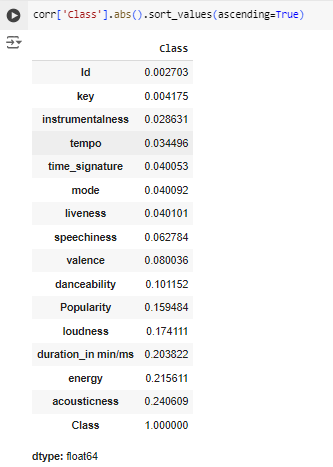 corr['Class'].abs().sort_values(ascending=True)
Class
Id 0.002703
key 0.004175
instrumentalness 0.028631
tempo 0.034496
time_signature 0.040053
mode 0.040092
liveness 0.040101
speechiness 0.062784
valence 0.080036
danceability 0.101152
Popularity 0.159484
loudness 0.174111
duration_in min/ms 0.203822
energy 0.215611
acousticness 0.240609
Class 1.000000
dtype: float64